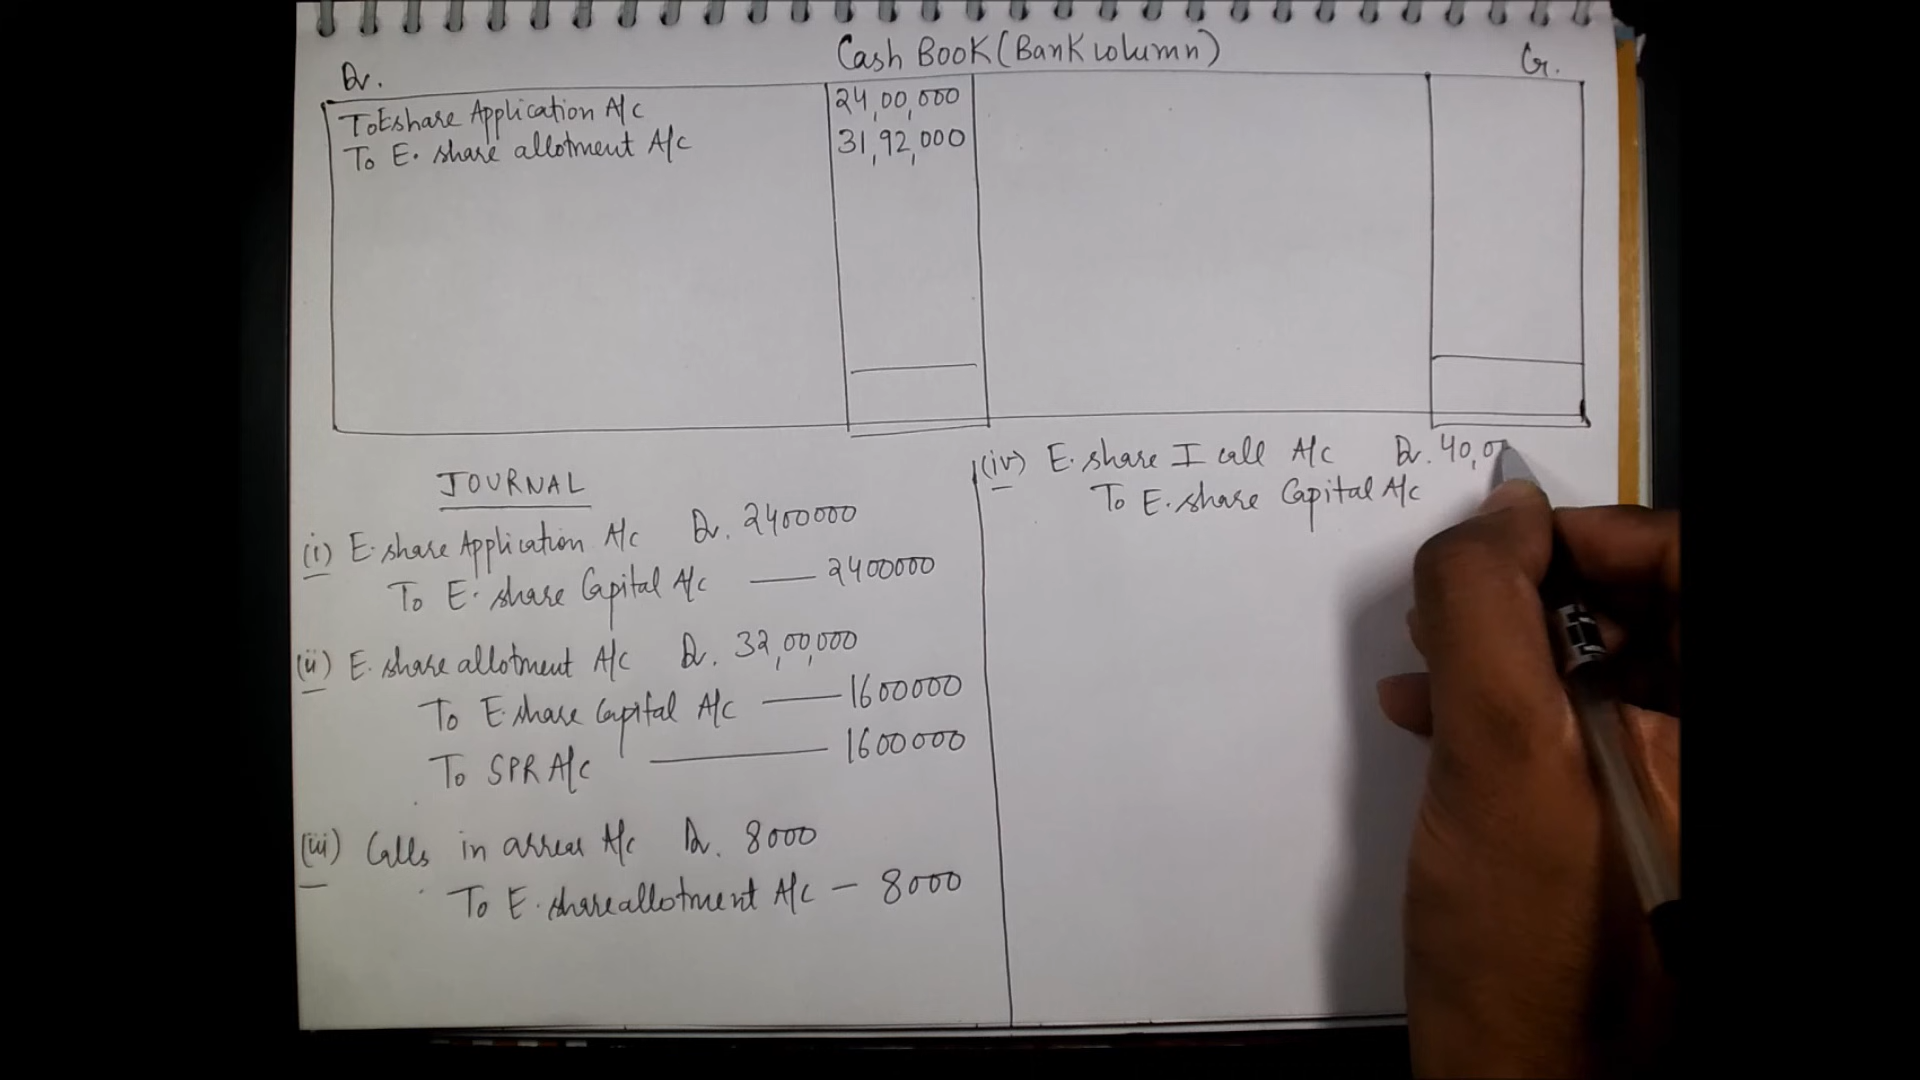 Cash Book (Bank column)
Dr.
Cr.
To E share Application A/c 24,00,000
To E. share allotment A/c 31,92,000
JOURNAL
(i) E. share Application A/c Dr. 2400000
To E. share Capital A/c — 2400000
(ii) E. share allotment A/c Dr. 32,00,000
To E share Capital A/c — 1600000
To SPR A/c — 1600000
(iii) Calls in arrear A/c Dr. 8000
To E. share allotment A/c — 8000
(iv) E. share I call A/c Dr. 40,0
To E. share Capital A/c